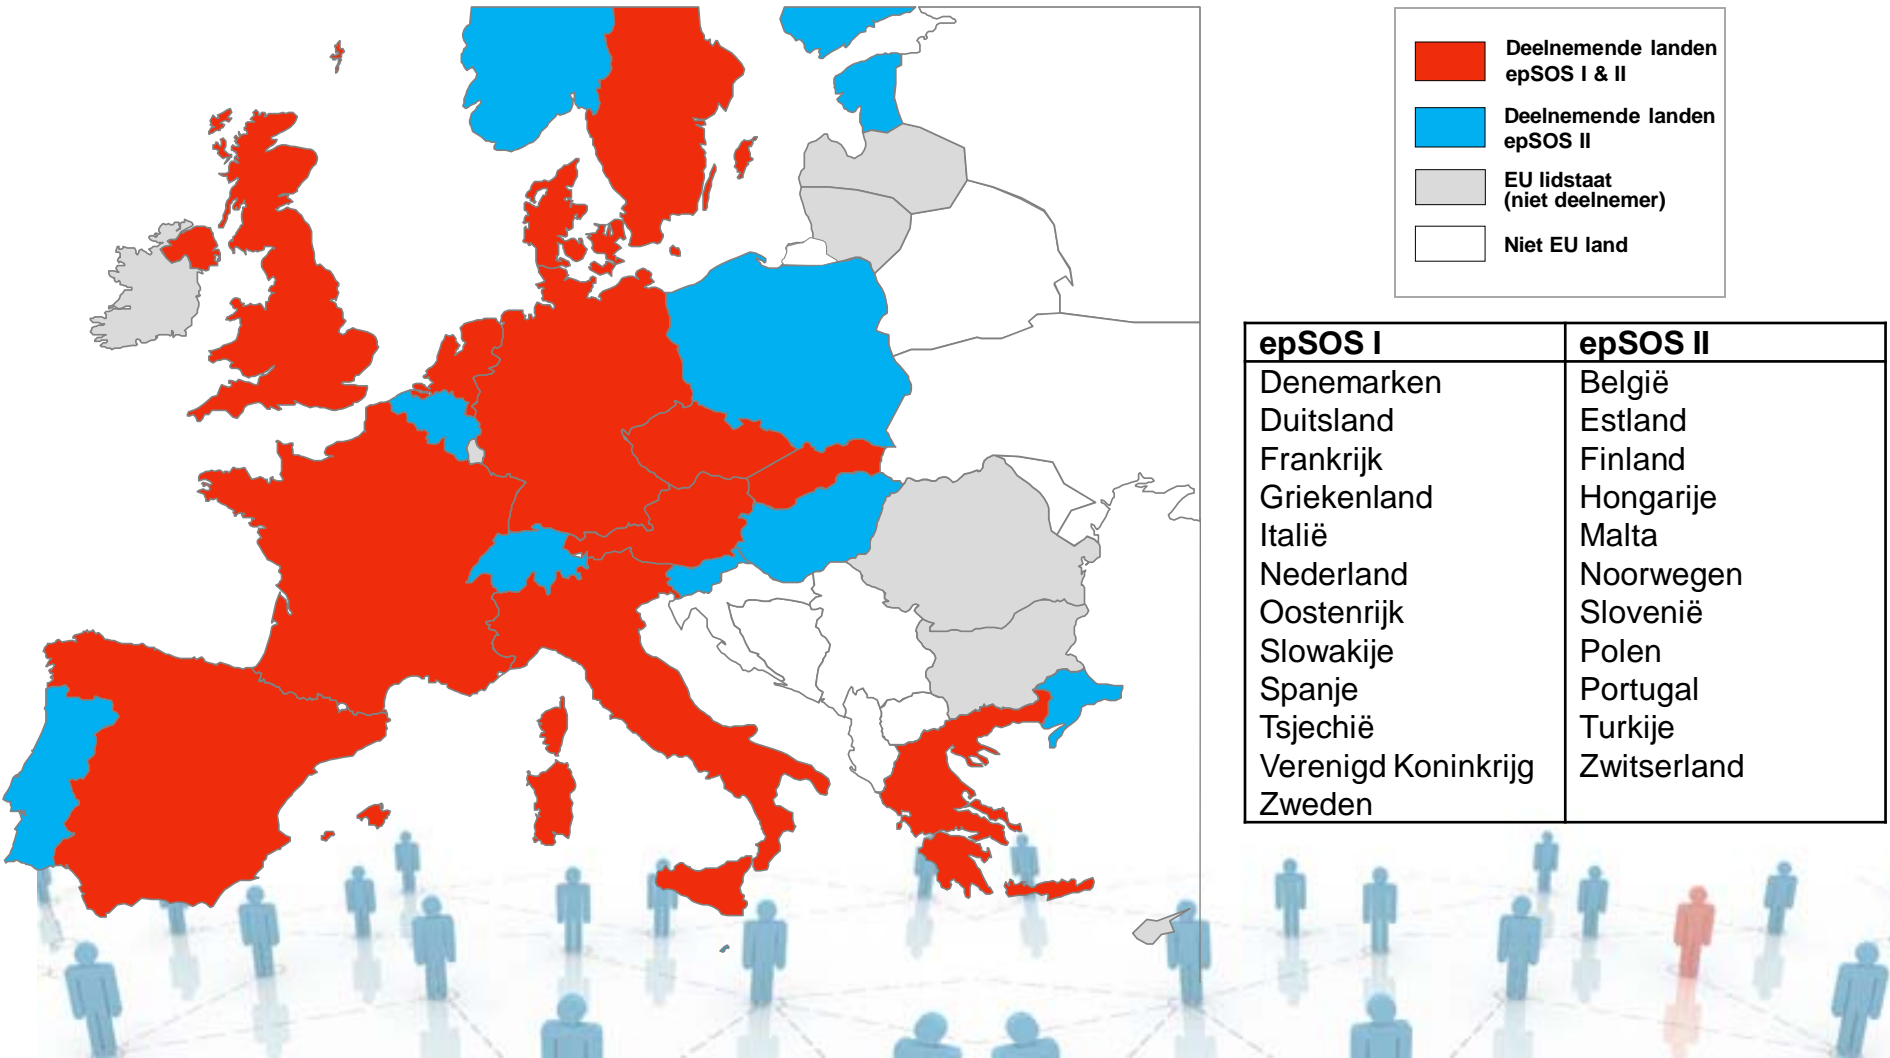 Deelnemende landen
epSOS I & II
Deelnemende landen
epSOS II
EU lidstaat
(niet deelnemer)
Niet EU land
epSOS I epSOS II
Denemarken België
Duitsland Estland
Frankrijk Finland
Griekenland Hongarije
Italië Malta
Nederland Noorwegen
Oostenrijk Slovenië
Slowakije Polen
Spanje Portugal
Tsjechië Turkije
Verenigd Koninkrijg Zwitserland
Zweden